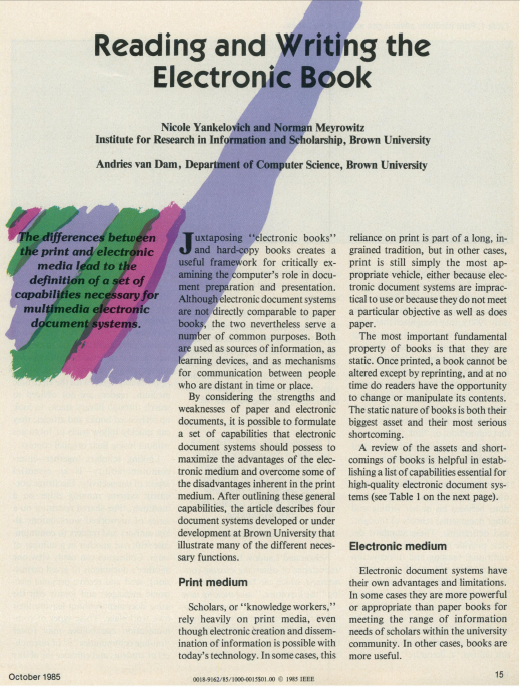 Reading and Writing the
Electronic Book
Nicole Yankelovich and Norman Meyrowitz
Institute for Research in Information and Scholarship, Brown University
Andries van Dam, Department of Computer Science, Brown University
The differences between
the print and electronic
media lead to the
definition of a set of
capabilities necessary for
multimedia electronic
document systems.
Juxtaposing "electronic books"
and hard-copy books creates a
useful framework for critically ex-
amining the computer's role in docu-
ment preparation and presentation.
Although electronic document systems
are not directly comparable to paper
books, the two nevertheless serve a
number of common purposes. Both
are used as sources of information, as
learning devices, and as mechanisms
for communication between people
who are distant in time or place.
By considering the strengths and
weaknesses of paper and electronic
documents, it is possible to formulate
a set of capabilities that electronic
document systems should possess to
maximize the advantages of the elec-
tronic medium and overcome some of
the disadvantages inherent in the print
medium. After outlining these general
capabilities, the article describes four
document systems developed or under
development at Brown University that
illustrate many of the different neces-
sary functions.
Print medium
Scholars, or "knowledge workers,"
rely heavily on print media, even
though electronic creation and dissem-
ination of information is possible with
today's technology. In some cases, this
reliance on print is part of a long, in-
grained tradition, but in other cases,
print is still simply the most ap-
propriate vehicle, either because elec-
tronic document systems are imprac-
tical to use or because they do not meet
a particular objective as well as does
paper.
The most important fundamental
property of books is that they are
static. Once printed, a book cannot be
altered except by reprinting, and at no
time do readers have the opportunity
to change or manipulate its contents.
The static nature of books is both their
biggest asset and their most serious
shortcoming.
A review of the assets and short-
comings of books is helpful in estab-
lishing a list of capabilities essential for
high-quality electronic document sys-
tems (see Table 1 on the next page).
Electronic medium
Electronic document systems have
their own advantages and limitations.
In some cases they are more powerful
or appropriate than paper books for
meeting the range of information
needs of scholars within the university
community. In other cases, books are
more useful.
October 1985
0018-9162/85/1000-0015$01.00 © 1985 IEEE
15